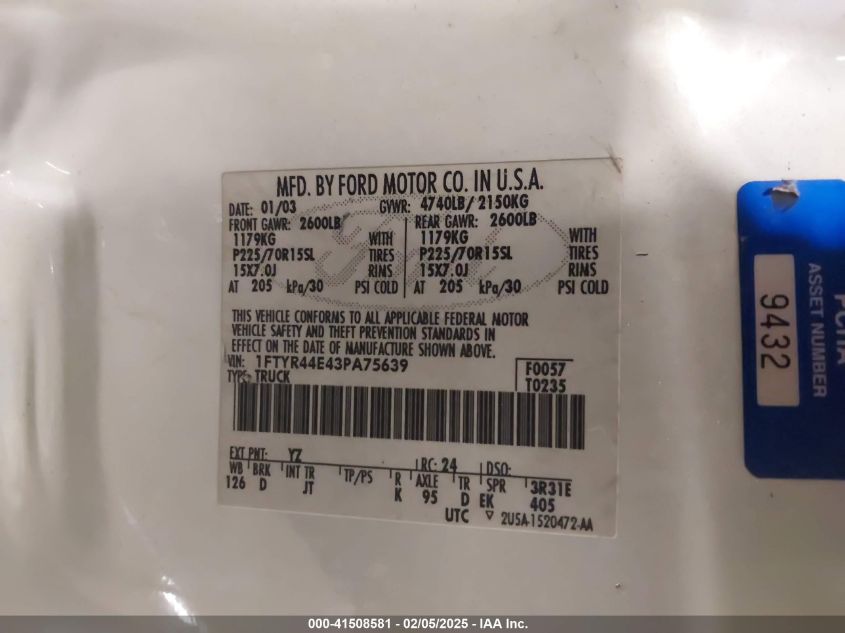 MFD. BY FORD MOTOR CO. IN U.S.A.
DATE: 01/03 GVWR: 4740LB/ 2150KG
FRONT GAWR: 2600LB REAR GAWR: 2600LB
1179KG WITH 1179KG WITH
P225/70R15SL TIRES P225/70R15SL TIRES
15X7.0J RIMS 15X7.0J RIMS
AT 205 kPa/30 PSI COLD AT 205 kPa/30 PSI COLD
THIS VEHICLE CONFORMS TO ALL APPLICABLE FEDERAL MOTOR
VEHICLE SAFETY AND THEFT PREVENTION STANDARDS IN
EFFECT ON THE DATE OF MANUFACTURE SHOWN ABOVE.
VIN: 1FTYR44E43PA75639 F0057
TYPE: TRUCK T0235
EXT PNT: YZ RC: 24 DSO:
WB BRK INT TR TP/PS R AXLE TR SPR 3R31E
126 D JT K 95 D EK 405
UTC ▽ 2U5A-1520472-AA
PCHA
ASSET NUMBER
9432
000-41508581 - 02/05/2025 - IAA Inc.